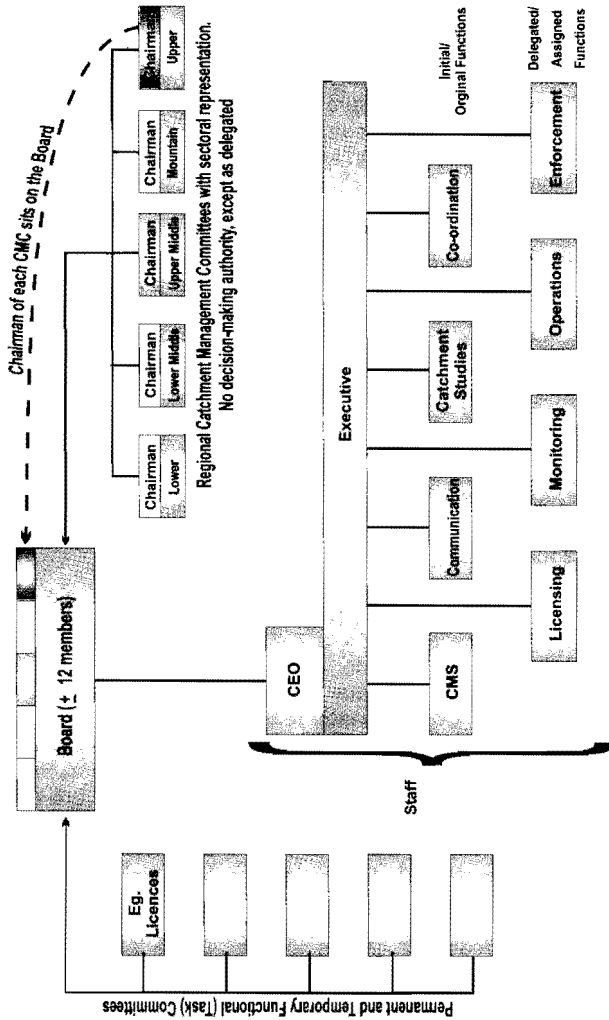 Chairman of each CMC sits on the Board
Board (± 12 members)
Chairman
Lower
Chairman
Lower Middle
Chairman
Upper Middle
Chairman
Mountain
Chairman
Upper
Regional Catchment Management Committees with sectoral representation.
No decision-making authority, except as delegated
Permanent and Temporary Functional (Task) Committees
Eg.
Licences
CEO
Executive
Staff
CMS
Communication
Catchment
Studies
Co-ordination
Initial/
Orginal Functions
Licensing
Monitoring
Operations
Enforcement
Delegated/
Assigned
Functions